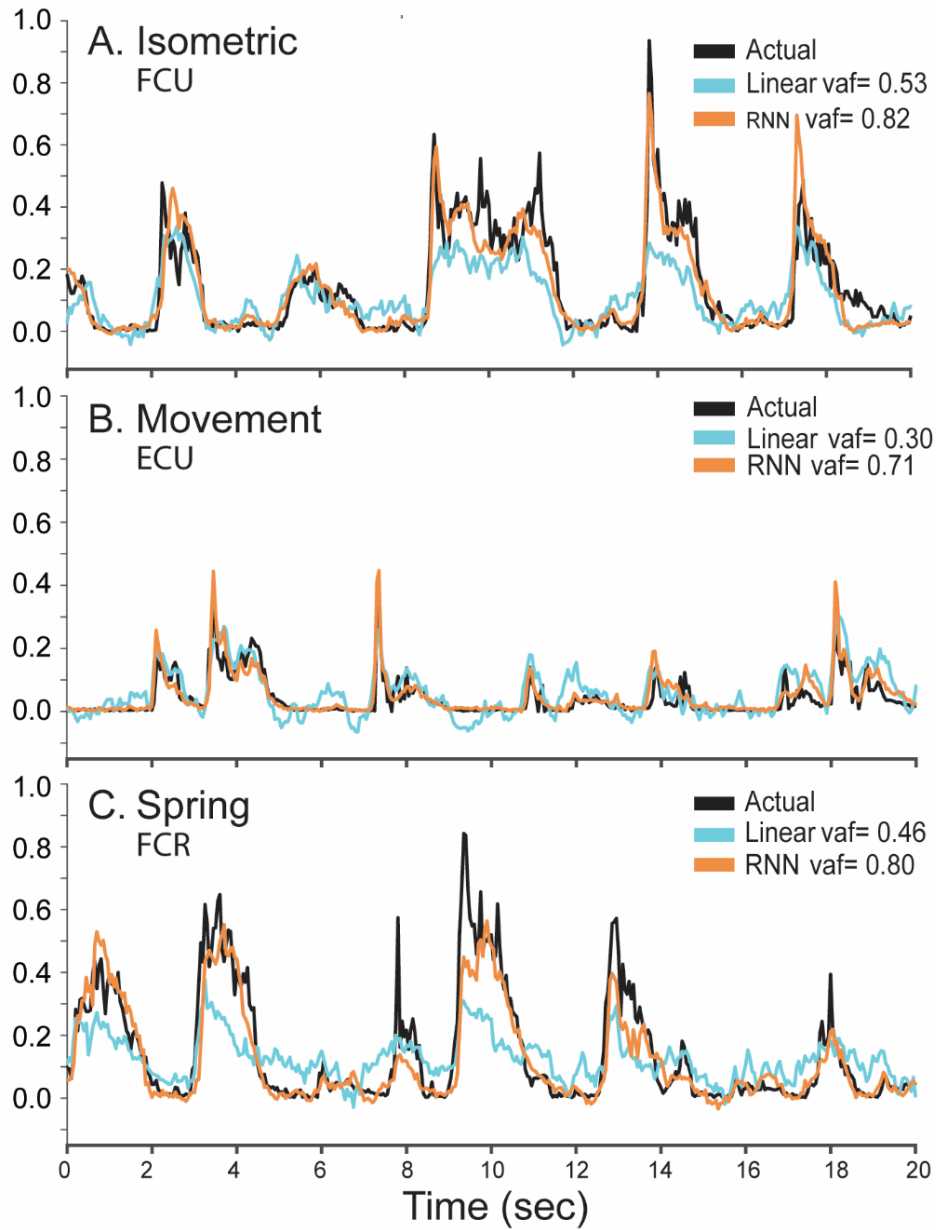 A. Isometric
FCU
Actual
Linear vaf= 0.53
RNN vaf= 0.82
1.0
0.8
0.6
0.4
0.2
0.0
B. Movement
ECU
Actual
Linear vaf= 0.30
RNN vaf= 0.71
1.0
0.8
0.6
0.4
0.2
0.0
C. Spring
FCR
Actual
Linear vaf= 0.46
RNN vaf= 0.80
1.0
0.8
0.6
0.4
0.2
0.0
0 2 4 6 8 10 12 14 16 18 20
Time (sec)